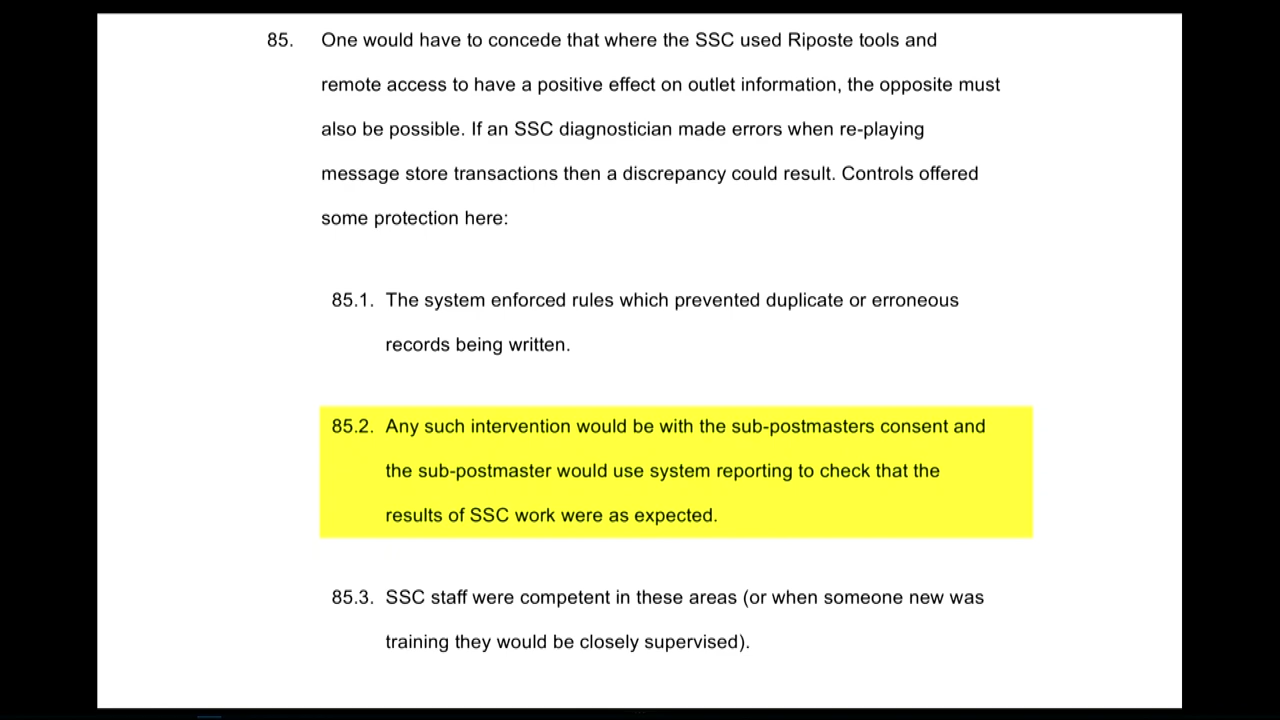 85. One would have to concede that where the SSC used Riposte tools and
remote access to have a positive effect on outlet information, the opposite must
also be possible. If an SSC diagnostician made errors when re-playing
message store transactions then a discrepancy could result. Controls offered
some protection here:
85.1. The system enforced rules which prevented duplicate or erroneous
records being written.
85.2. Any such intervention would be with the sub-postmasters consent and
the sub-postmaster would use system reporting to check that the
results of SSC work were as expected.
85.3. SSC staff were competent in these areas (or when someone new was
training they would be closely supervised).